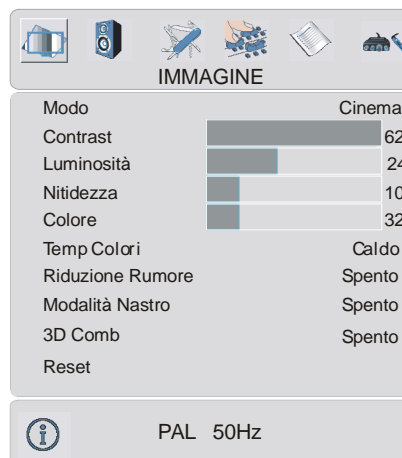 IMMAGINE
Modo Cinema
Contrast 62
Luminosità 24
Nitidezza 10
Colore 32
Temp Colori Caldo
Riduzione Rumore Spento
Modalità Nastro Spento
3D Comb Spento
Reset
PAL 50Hz